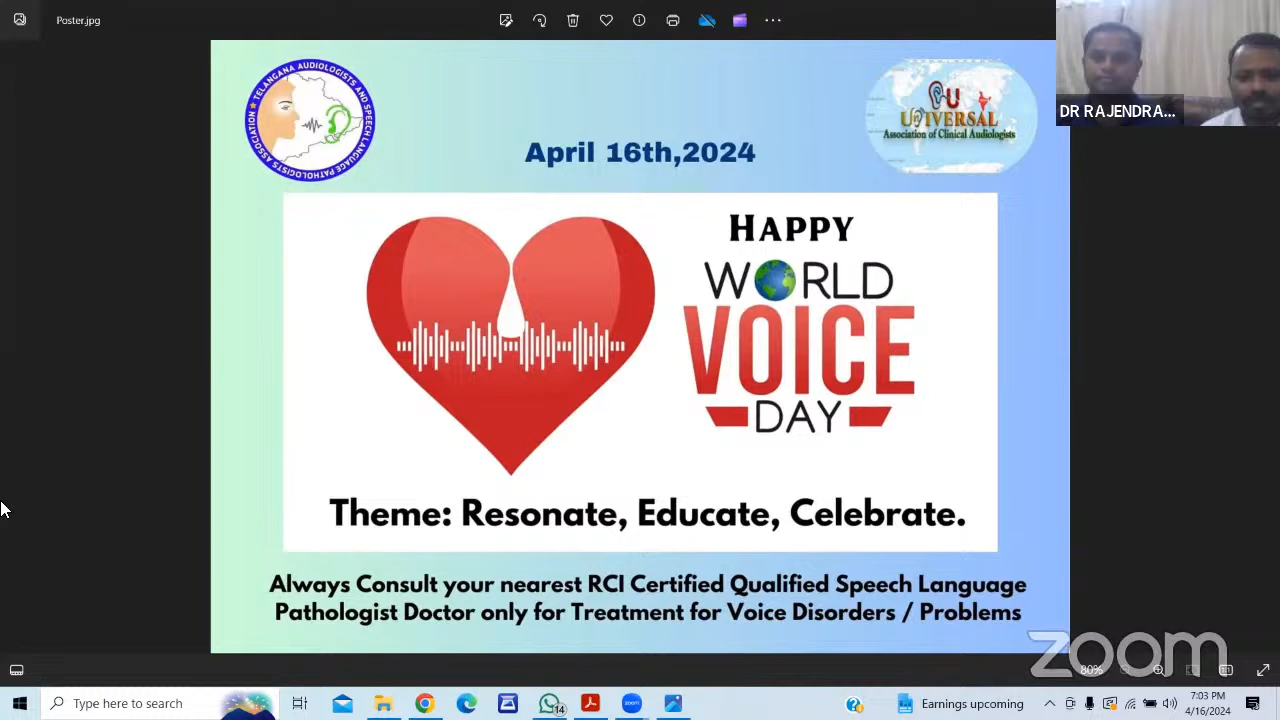 Poster.jpg
DR RAJENDRA...
TELANGANA AUDIOLOGISTS AND SPEECH LANGUAGE PATHOLOGISTS ASSOCIATION
U
UNIVERSAL
Association of Clinical Audiologists
April 16th,2024
HAPPY
WORLD
VOICE
DAY
Theme: Resonate, Educate, Celebrate.
Always Consult your nearest RCI Certified Qualified Speech Language
Pathologist Doctor only for Treatment for Voice Disorders / Problems
zoom
80%
Type here to search
14
zoom
Earnings upcoming
7:03 PM
4/16/2024